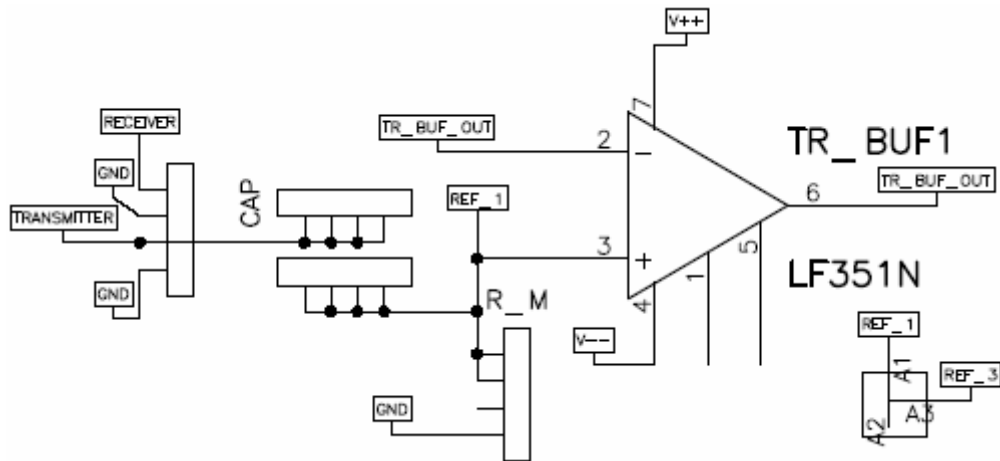 V++
7
RECEIVER
TR_BUF_OUT
2
TR_BUF1
GND
CAP
TR_BUF_OUT
REF_1
6
TRANSMITTER
3
5
1
LF351N
GND
R_M
4
REF_1
V--
A1
REF_3
GND
A2
A3